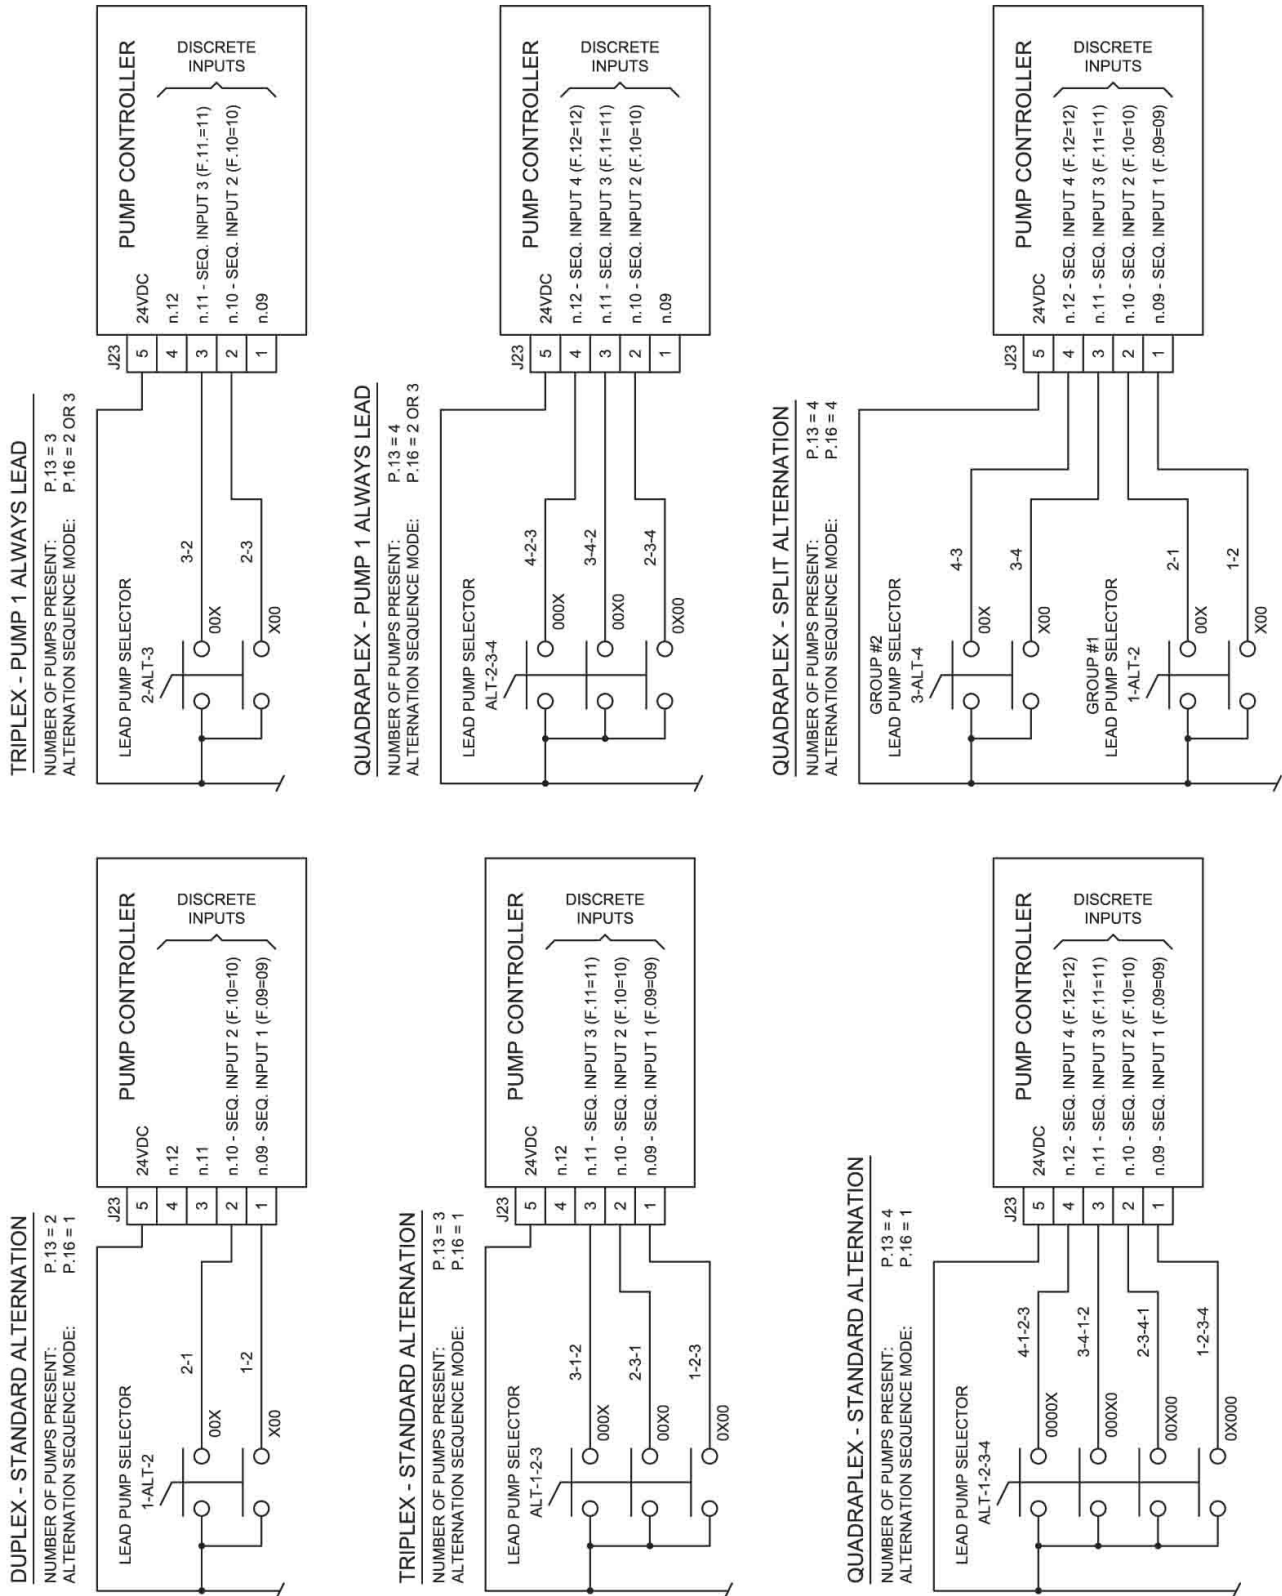 DUPLEX - STANDARD ALTERNATION
NUMBER OF PUMPS PRESENT: P.13 = 2
ALTERNATION SEQUENCE MODE: P.16 = 1
LEAD PUMP SELECTOR
1-ALT-2
00X
X00
2-1
1-2
J23
5
4
3
2
1
PUMP CONTROLLER
24VDC
n.12
n.11
n.10 - SEQ. INPUT 2 (F.10=10)
n.09 - SEQ. INPUT 1 (F.09=09)
DISCRETE
INPUTS
TRIPLEX - PUMP 1 ALWAYS LEAD
NUMBER OF PUMPS PRESENT: P.13 = 3
ALTERNATION SEQUENCE MODE: P.16 = 2 OR 3
LEAD PUMP SELECTOR
2-ALT-3
00X
X00
3-2
2-3
J23
5
4
3
2
1
PUMP CONTROLLER
24VDC
n.12
n.11 - SEQ. INPUT 3 (F.11.=11)
n.10 - SEQ. INPUT 2 (F.10=10)
n.09
DISCRETE
INPUTS
TRIPLEX - STANDARD ALTERNATION
NUMBER OF PUMPS PRESENT: P.13 = 3
ALTERNATION SEQUENCE MODE: P.16 = 1
LEAD PUMP SELECTOR
ALT-1-2-3
000X
00X0
0X00
3-1-2
2-3-1
1-2-3
J23
5
4
3
2
1
PUMP CONTROLLER
24VDC
n.12
n.11 - SEQ. INPUT 3 (F.11=11)
n.10 - SEQ. INPUT 2 (F.10=10)
n.09 - SEQ. INPUT 1 (F.09=09)
DISCRETE
INPUTS
QUADRAPLEX - PUMP 1 ALWAYS LEAD
NUMBER OF PUMPS PRESENT: P.13 = 4
ALTERNATION SEQUENCE MODE: P.16 = 2 OR 3
LEAD PUMP SELECTOR
ALT-2-3-4
000X
00X0
0X00
4-2-3
3-4-2
2-3-4
J23
5
4
3
2
1
PUMP CONTROLLER
24VDC
n.12 - SEQ. INPUT 4 (F.12=12)
n.11 - SEQ. INPUT 3 (F.11=11)
n.10 - SEQ. INPUT 2 (F.10=10)
n.09
DISCRETE
INPUTS
QUADRAPLEX - STANDARD ALTERNATION
NUMBER OF PUMPS PRESENT: P.13 = 4
ALTERNATION SEQUENCE MODE: P.16 = 1
LEAD PUMP SELECTOR
ALT-1-2-3-4
0000X
000X0
00X00
0X000
4-1-2-3
3-4-1-2
2-3-4-1
1-2-3-4
J23
5
4
3
2
1
PUMP CONTROLLER
24VDC
n.12 - SEQ. INPUT 4 (F.12=12)
n.11 - SEQ. INPUT 3 (F.11=11)
n.10 - SEQ. INPUT 2 (F.10=10)
n.09 - SEQ. INPUT 1 (F.09=09)
DISCRETE
INPUTS
QUADRAPLEX - SPLIT ALTERNATION
NUMBER OF PUMPS PRESENT: P.13 = 4
ALTERNATION SEQUENCE MODE: P.16 = 4
GROUP #2
LEAD PUMP SELECTOR
3-ALT-4
00X
X00
4-3
3-4
GROUP #1
LEAD PUMP SELECTOR
1-ALT-2
00X
X00
2-1
1-2
J23
5
4
3
2
1
PUMP CONTROLLER
24VDC
n.12 - SEQ. INPUT 4 (F.12=12)
n.11 - SEQ. INPUT 3 (F.11=11)
n.10 - SEQ. INPUT 2 (F.10=10)
n.09 - SEQ. INPUT 1 (F.09=09)
DISCRETE
INPUTS